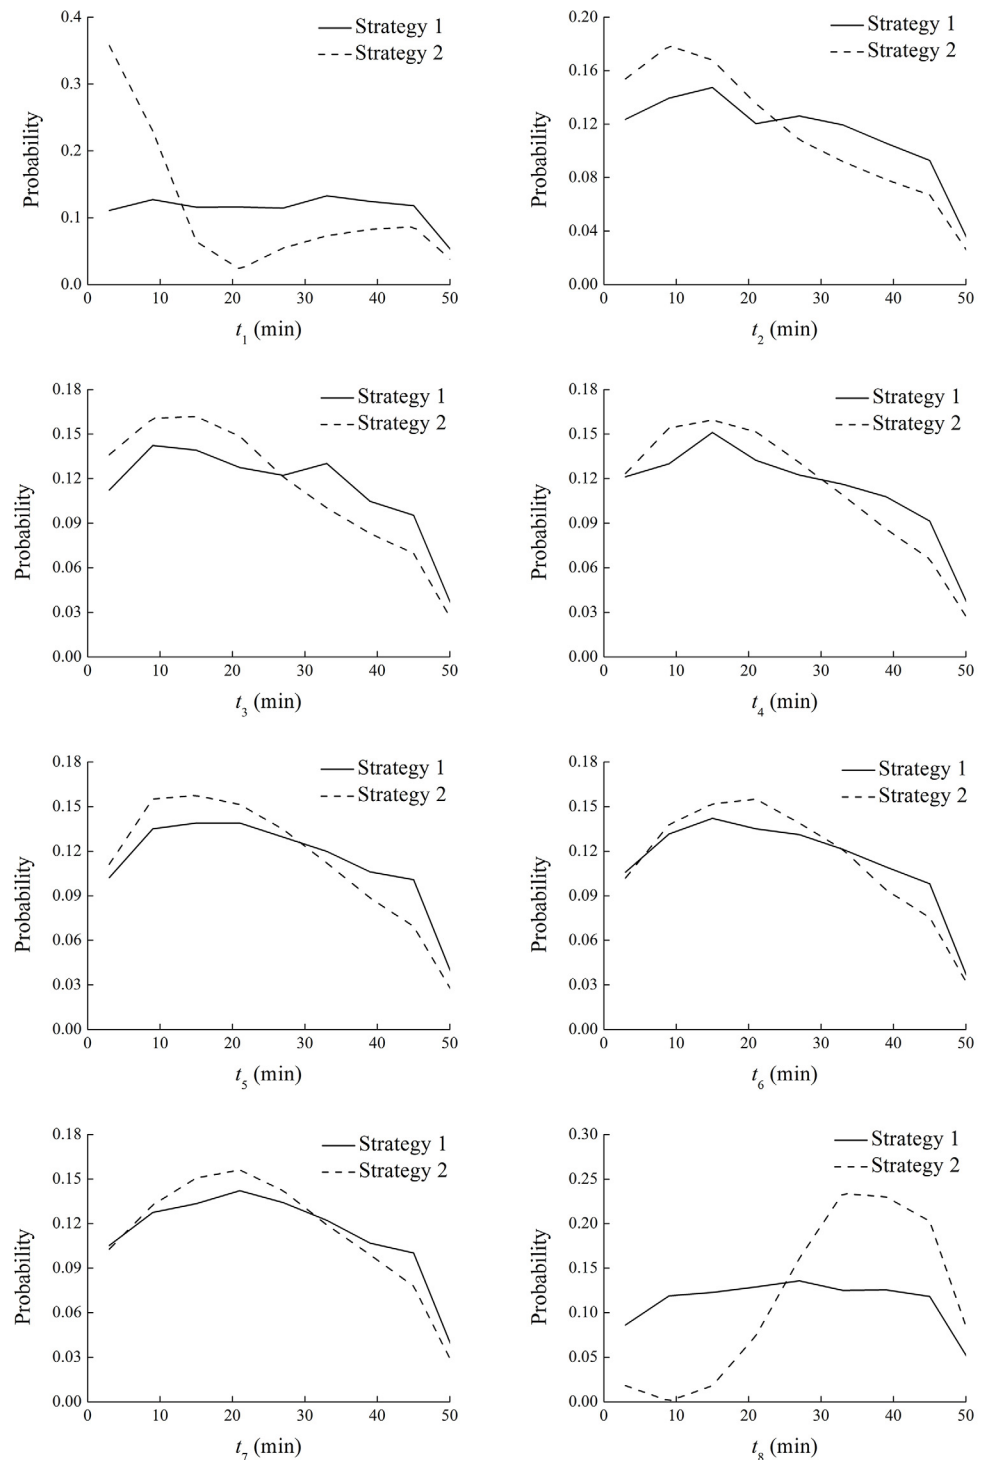 0.4
0.3
0.2
0.1
0.0
Probability
Strategy 1
Strategy 2
0 10 20 30 40 50
t1 (min)
0.20
0.16
0.12
0.08
0.04
0.00
Probability
Strategy 1
Strategy 2
0 10 20 30 40 50
t2 (min)
0.18
0.15
0.12
0.09
0.06
0.03
0.00
Probability
Strategy 1
Strategy 2
0 10 20 30 40 50
t3 (min)
0.18
0.15
0.12
0.09
0.06
0.03
0.00
Probability
Strategy 1
Strategy 2
0 10 20 30 40 50
t4 (min)
0.18
0.15
0.12
0.09
0.06
0.03
0.00
Probability
Strategy 1
Strategy 2
0 10 20 30 40 50
t5 (min)
0.18
0.15
0.12
0.09
0.06
0.03
0.00
Probability
Strategy 1
Strategy 2
0 10 20 30 40 50
t6 (min)
0.18
0.15
0.12
0.09
0.06
0.03
0.00
Probability
Strategy 1
Strategy 2
0 10 20 30 40 50
t7 (min)
0.30
0.25
0.20
0.15
0.10
0.05
0.00
Probability
Strategy 1
Strategy 2
0 10 20 30 40 50
t8 (min)